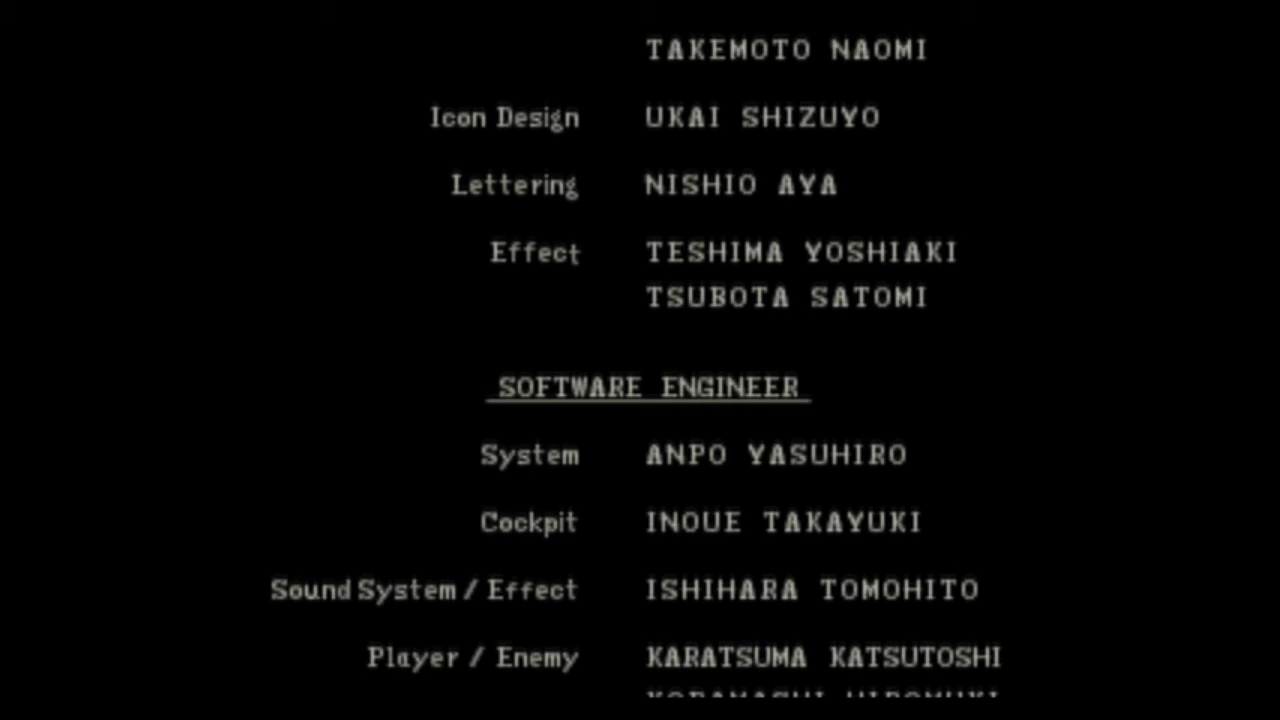 TAKEMOTO NAOMI
Icon Design UKAI SHIZUYO
Lettering NISHIO AYA
Effect TESHIMA YOSHIAKI
TSUBOTA SATOMI
SOFTWARE ENGINEER
System ANPO YASUHIRO
Cockpit INOUE TAKAYUKI
Sound System / Effect ISHIHARA TOMOHITO
Player / Enemy KARATSUMA KATSUTOSHI